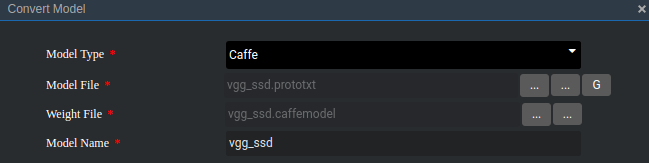 Convert Model ×
Model Type * Caffe
Model File * vgg_ssd.prototxt ... ... G
Weight File * vgg_ssd.caffemodel ... ...
Model Name * vgg_ssd